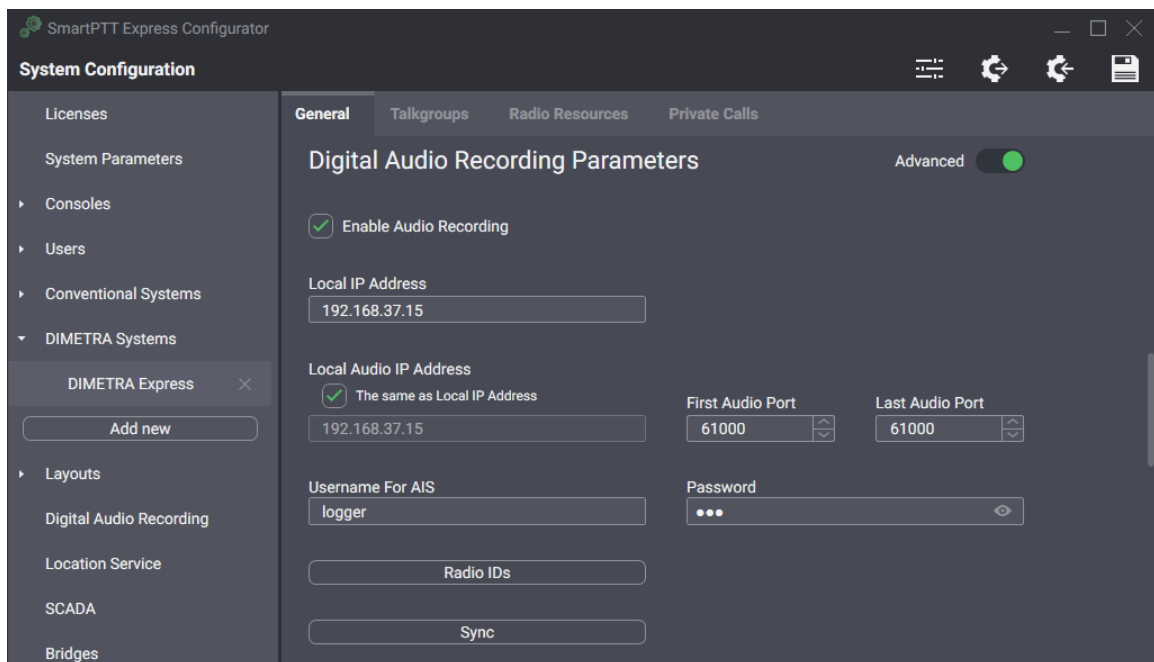 SmartPTT Express Configurator
System Configuration
Licenses
System Parameters
Consoles
Users
Conventional Systems
DIMETRA Systems
DIMETRA Express
Add new
Layouts
Digital Audio Recording
Location Service
SCADA
Bridges
General Talkgroups Radio Resources Private Calls
Digital Audio Recording Parameters
Advanced
Enable Audio Recording
Local IP Address
192.168.37.15
Local Audio IP Address
The same as Local IP Address
192.168.37.15
First Audio Port
61000
Last Audio Port
61000
Username For AIS
logger
Password
●●●
Radio IDs
Sync